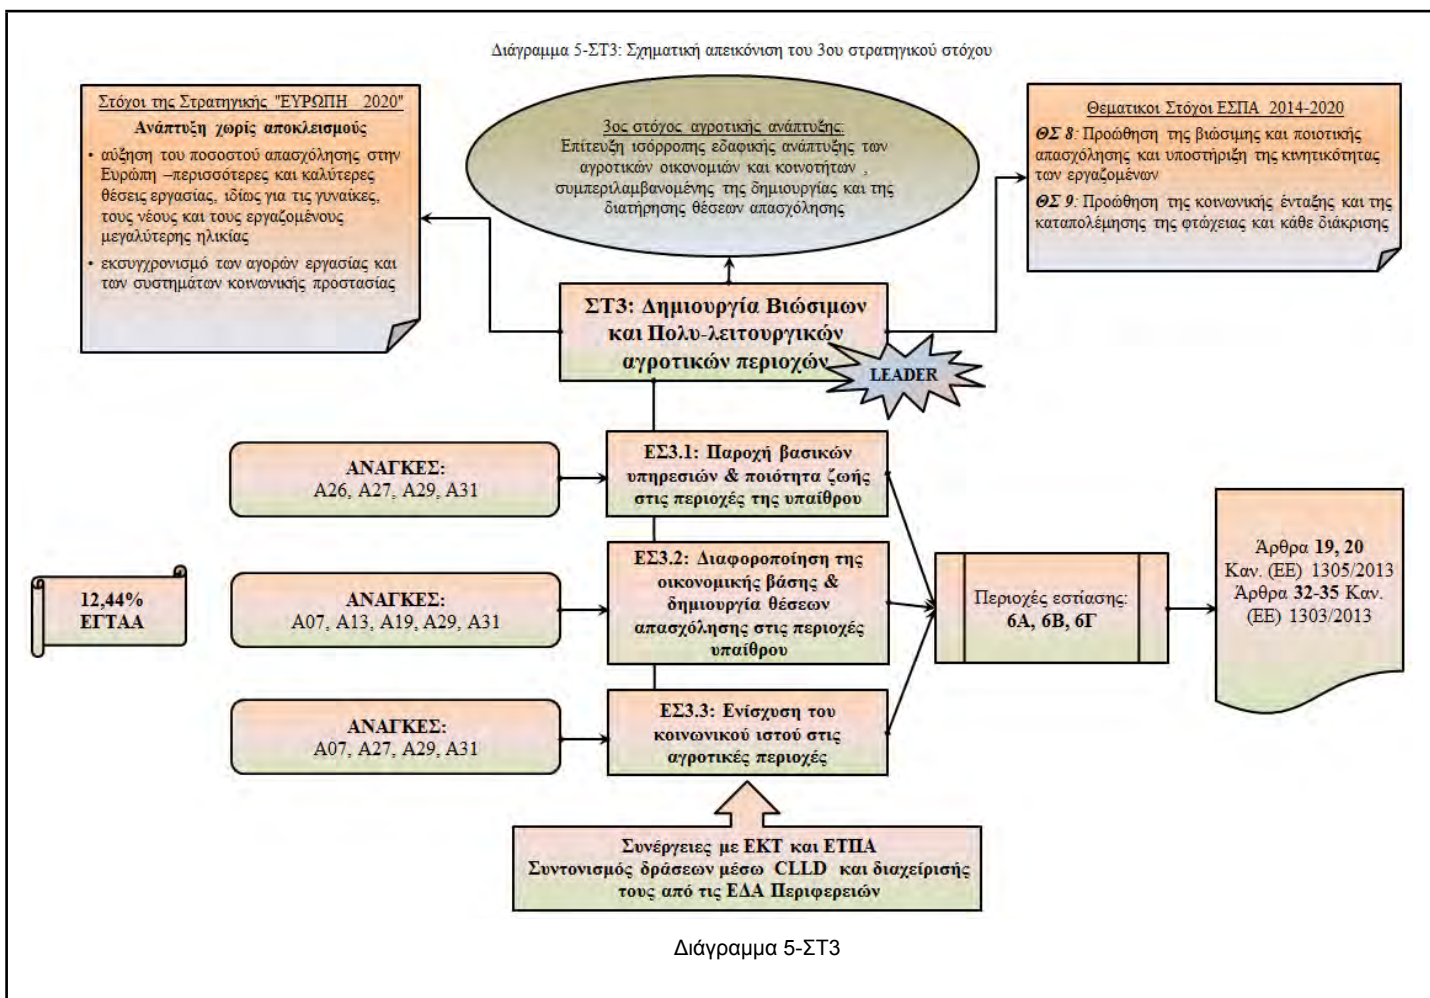 Διάγραμμα 5-ΣΤ3: Σχηματική απεικόνιση του 3ου στρατηγικού στόχου
Στόχοι της Στρατηγικής "ΕΥΡΩΠΗ 2020"
Ανάπτυξη χωρίς αποκλεισμούς
• αύξηση του ποσοστού απασχόλησης στην
Ευρώπη –περισσότερες και καλύτερες
θέσεις εργασίας, ιδίως για τις γυναίκες,
τους νέους και τους εργαζομένους
μεγαλύτερης ηλικίας
• εκσυγχρονισμό των αγορών εργασίας και
των συστημάτων κοινωνικής προστασίας
3ος στόχος αγροτικής ανάπτυξης:
Επίτευξη ισόρροπης εδαφικής ανάπτυξης των
αγροτικών οικονομιών και κοινοτήτων ,
συμπεριλαμβανομένης της δημιουργίας και της
διατήρησης θέσεων απασχόλησης
Θεματικοι Στόχοι ΕΣΠΑ 2014-2020
ΘΣ 8: Προώθηση της βιώσιμης και ποιοτικής
απασχόλησης και υποστήριξη της κινητικότητας
των εργαζομένων
ΘΣ 9: Προώθηση της κοινωνικής ένταξης και της
καταπολέμησης της φτώχειας και κάθε διάκρισης
ΣΤ3: Δημιουργία Βιώσιμων
και Πολυ-λειτουργικών
αγροτικών περιοχών
LEADER
ΑΝΑΓΚΕΣ:
Α26, Α27, Α29, Α31
ΕΣ3.1: Παροχή βασικών
υπηρεσιών & ποιότητα ζωής
στις περιοχές της υπαίθρου
12,44%
ΕΓΤΑΑ
ΑΝΑΓΚΕΣ:
Α07, Α13, Α19, Α29, Α31
ΕΣ3.2: Διαφοροποίηση της
οικονομικής βάσης &
δημιουργία θέσεων
απασχόλησης στις περιοχές
υπαίθρου
Περιοχές εστίασης:
6Α, 6Β, 6Γ
Άρθρα 19, 20
Καν. (ΕΕ) 1305/2013
Άρθρα 32-35 Καν.
(ΕΕ) 1303/2013
ΑΝΑΓΚΕΣ:
Α07, Α27, Α29, Α31
ΕΣ3.3: Ενίσχυση του
κοινωνικού ιστού στις
αγροτικές περιοχές
Συνέργειες με ΕΚΤ και ΕΤΠΑ
Συντονισμός δράσεων μέσω CLLD και διαχείρισής
τους από τις ΕΔΑ Περιφερειών
Διάγραμμα 5-ΣΤ3